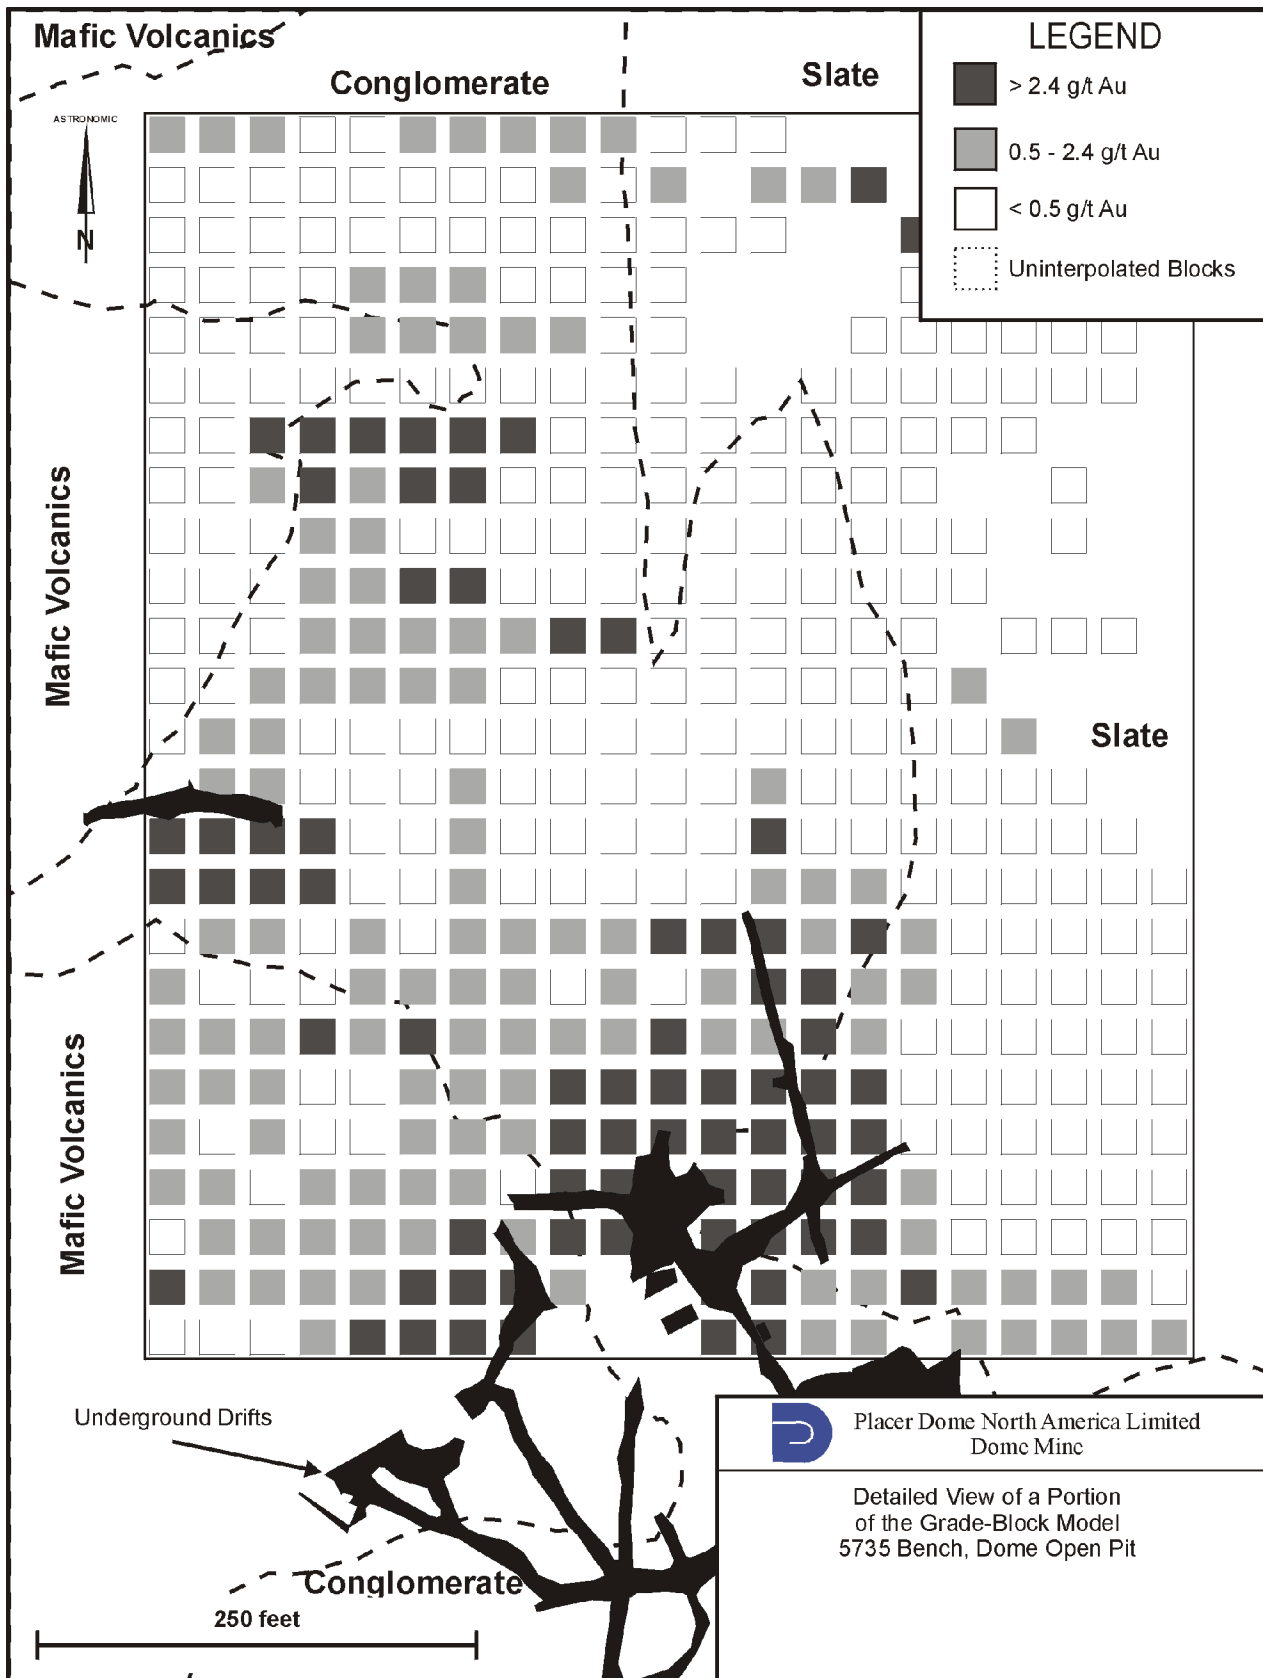 Mafic Volcanics
Conglomerate
Slate
LEGEND
> 2.4 g/t Au
0.5 - 2.4 g/t Au
< 0.5 g/t Au
Uninterpolated Blocks
ASTRONOMIC
N
Mafic Volcanics
Slate
Mafic Volcanics
Underground Drifts
Conglomerate
250 feet
Placer Dome North America Limited
Dome Mine
Detailed View of a Portion
of the Grade-Block Model
5735 Bench, Dome Open Pit